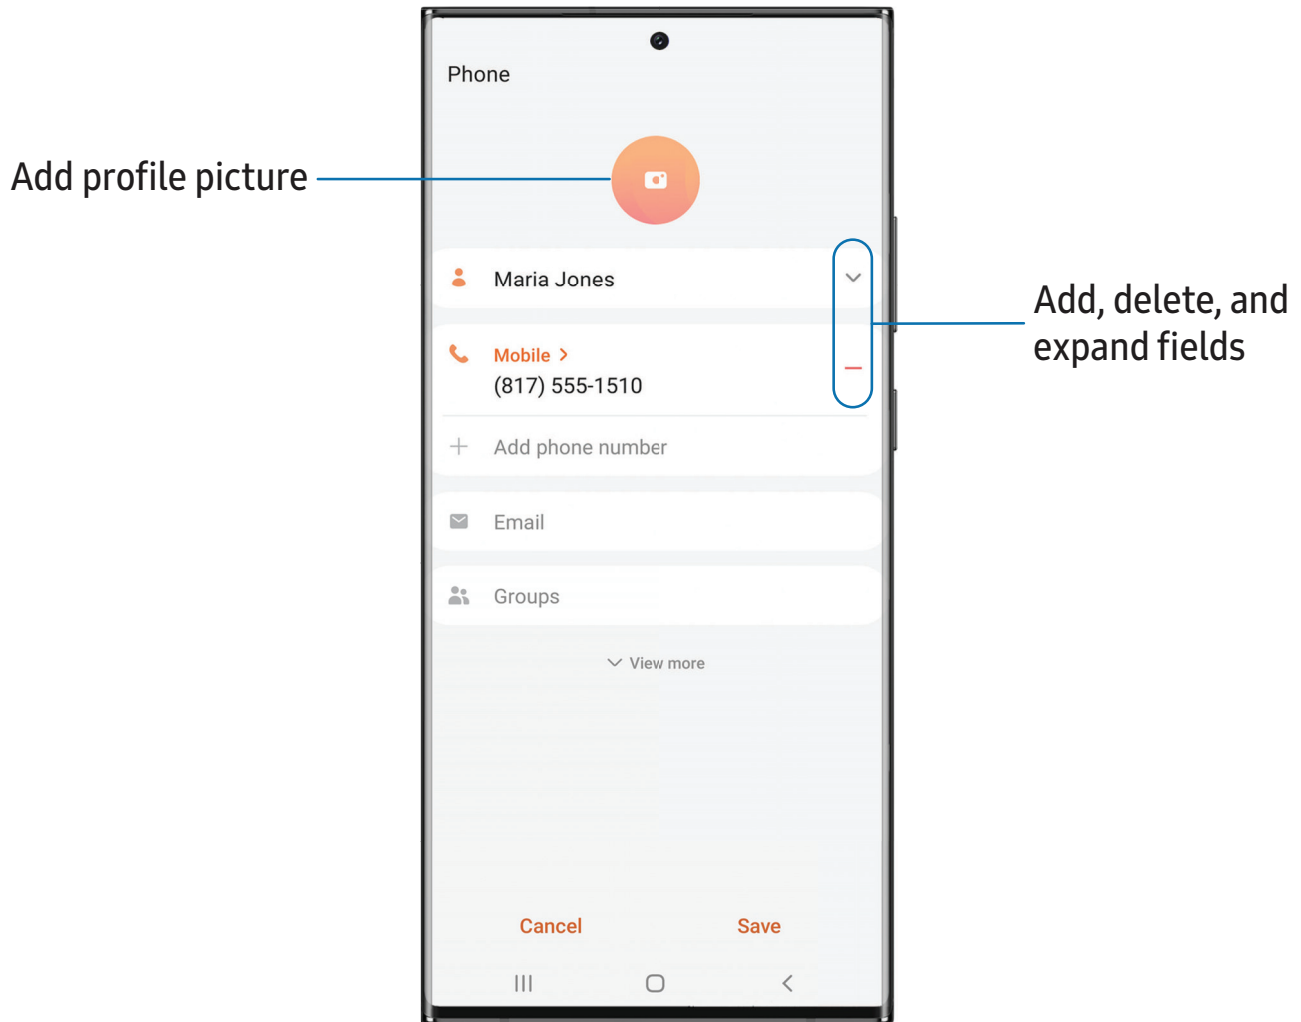 Phone
Add profile picture
Maria Jones
Add, delete, and
expand fields
Mobile >
(817) 555-1510
Add phone number
Email
Groups
View more
Cancel
Save